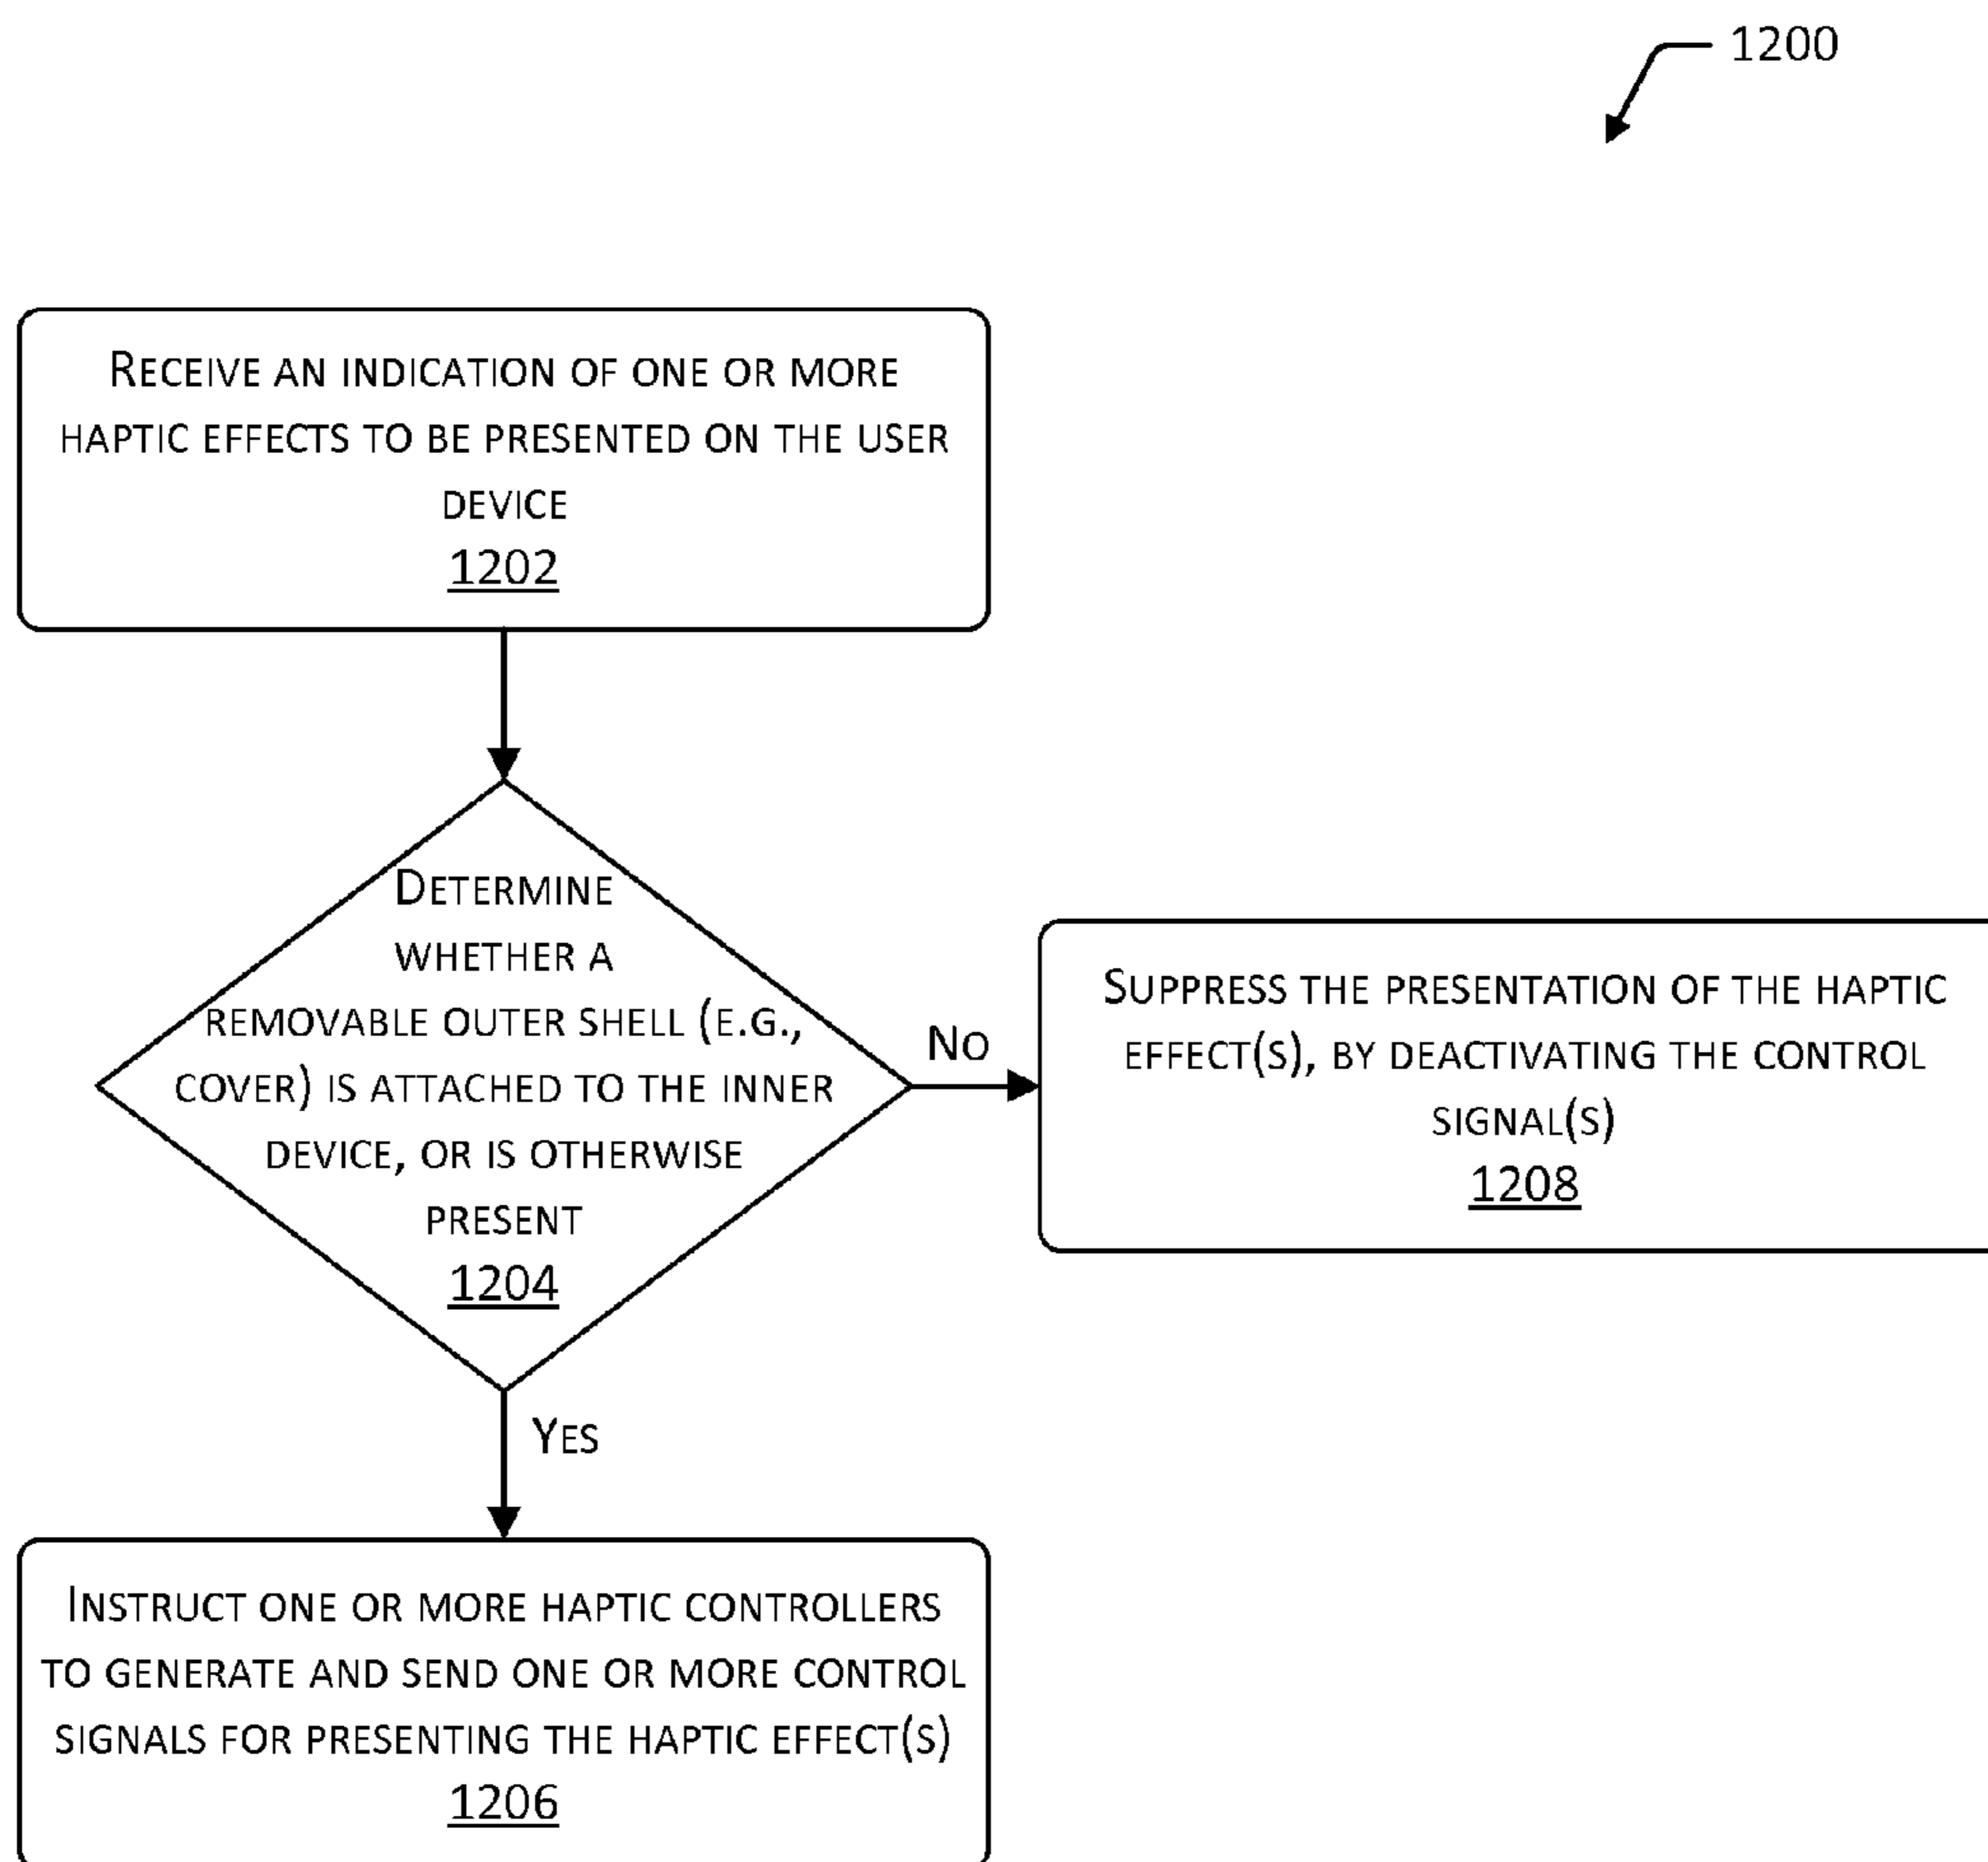 1200
Receive an indication of one or more
haptic effects to be presented on the user
device
1202
Determine
whether a
removable outer shell (e.g.,
cover) is attached to the inner
device, or is otherwise
present
1204
No
Suppress the presentation of the haptic
effect(s), by deactivating the control
signal(s)
1208
Yes
Instruct one or more haptic controllers
to generate and send one or more control
signals for presenting the haptic effect(s)
1206